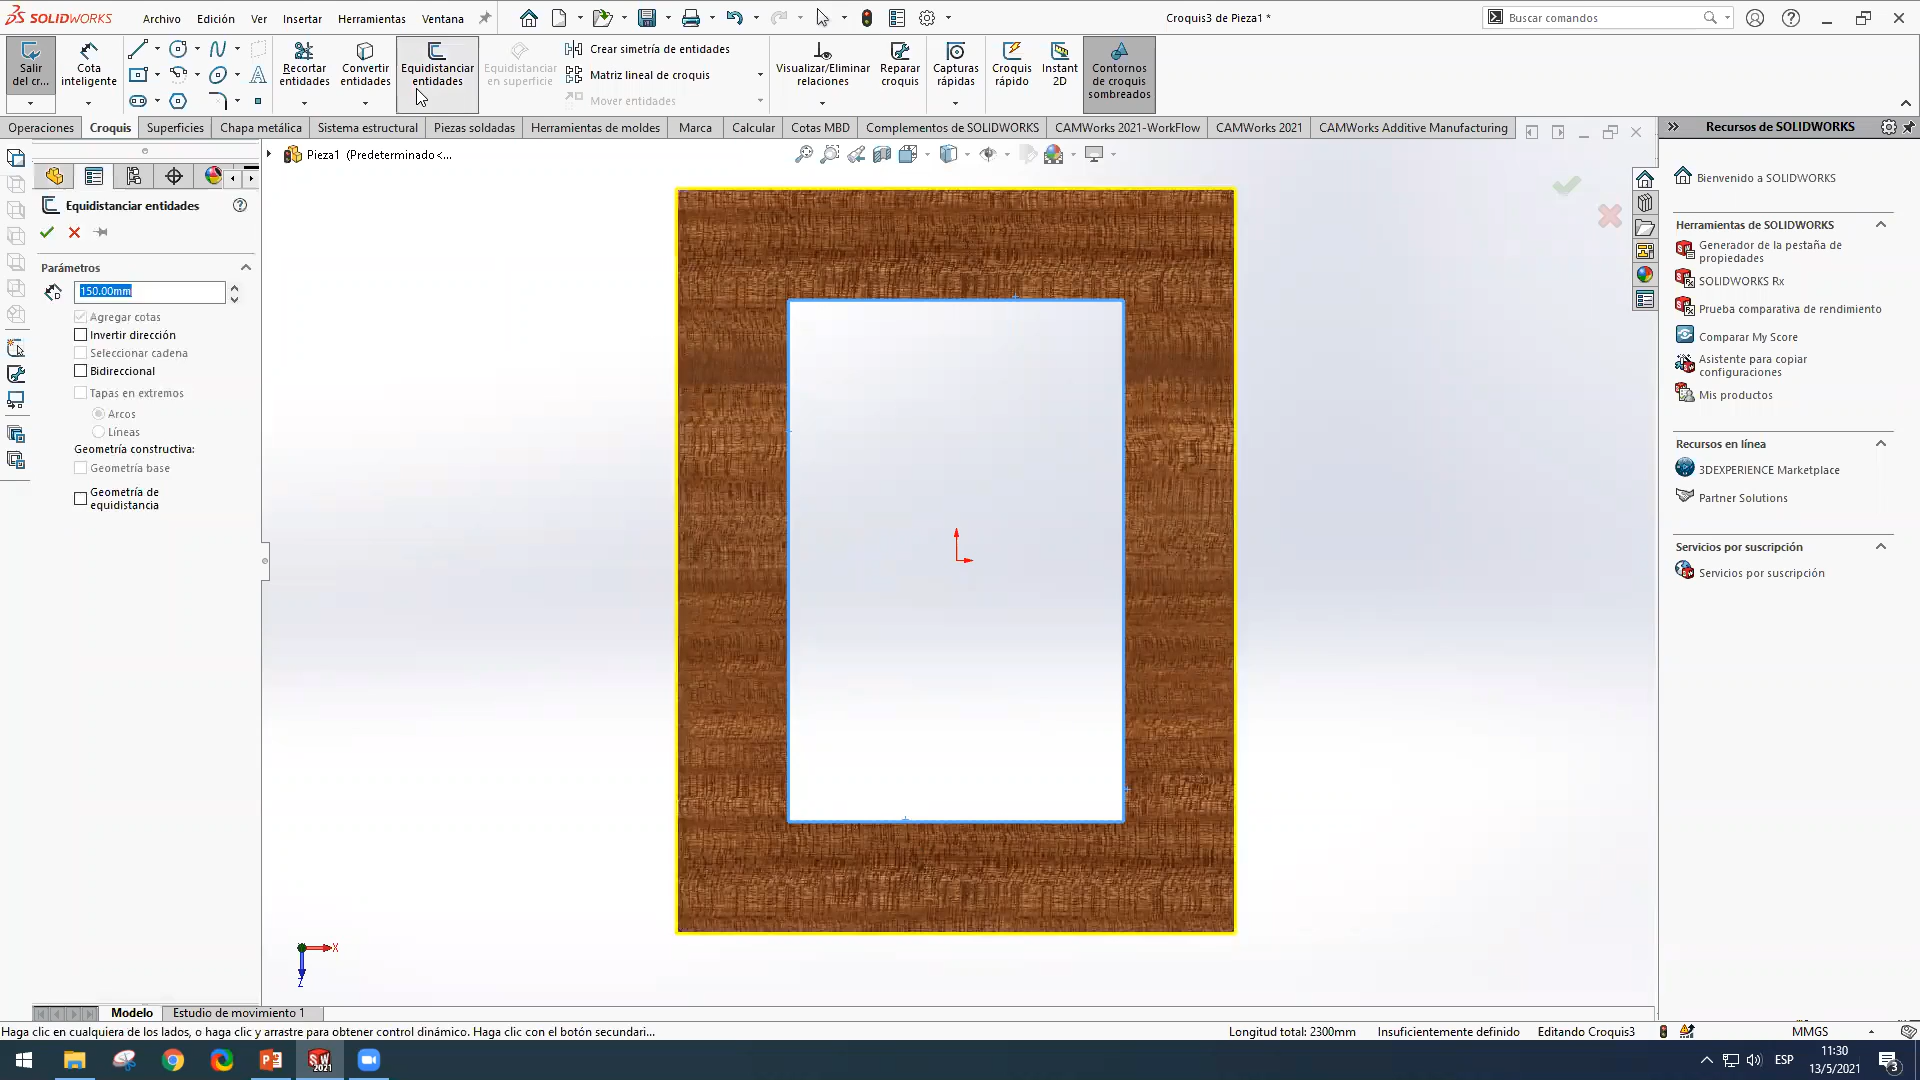 SOLIDWORKS
Archivo
Edición
Ver
Insertar
Herramientas
Ventana
Croquis3 de Pieza1 *
Buscar comandos
Salir
del cr...
Cota
inteligente
Recortar
entidades
Convertir
entidades
Equidistanciar
entidades
Equidistanciar
en superficie
Crear simetría de entidades
Matriz lineal de croquis
Mover entidades
Visualizar/Eliminar
relaciones
Reparar
croquis
Capturas
rápidas
Croquis
rápido
Instant
2D
Contornos
de croquis
sombreados
Operaciones
Croquis
Superficies
Chapa metálica
Sistema estructural
Piezas soldadas
Herramientas de moldes
Marca
Calcular
Cotas MBD
Complementos de SOLIDWORKS
CAMWorks 2021-WorkFlow
CAMWorks 2021
CAMWorks Additive Manufacturing
Pieza1 (Predeterminado<...
Equidistanciar entidades
Parámetros
150.00mm
Agregar cotas
Invertir dirección
Seleccionar cadena
Bidireccional
Tapas en extremos
Arcos
Líneas
Geometría constructiva:
Geometría base
Geometría de
equidistancia
X
Z
Recursos de SOLIDWORKS
Bienvenido a SOLIDWORKS
Herramientas de SOLIDWORKS
Generador de la pestaña de
propiedades
SOLIDWORKS Rx
Prueba comparativa de rendimiento
Comparar My Score
Asistente para copiar
configuraciones
Mis productos
Recursos en línea
3DEXPERIENCE Marketplace
Partner Solutions
Servicios por suscripción
Servicios por suscripción
Modelo
Estudio de movimiento 1
Haga clic en cualquiera de los lados, o haga clic y arrastre para obtener control dinámico. Haga clic con el botón secundari...
Longitud total: 2300mm
Insuficientemente definido
Editando Croquis3
MMGS
ESP
11:30
13/5/2021
3